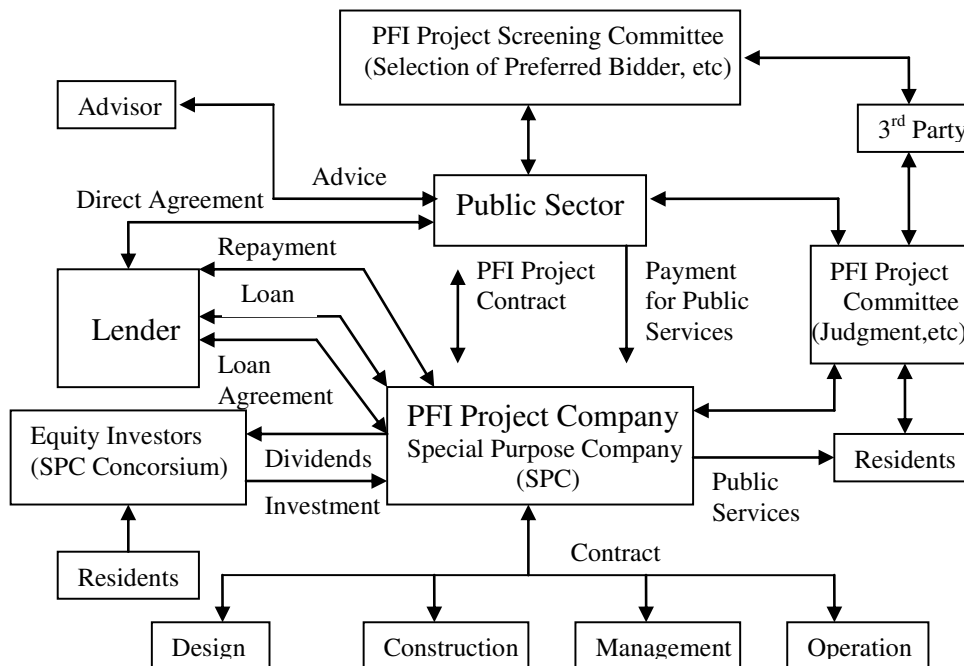 PFI Project Screening Committee
(Selection of Preferred Bidder, etc)
Advisor
3rd Party
Advice
Direct Agreement
Public Sector
Repayment
PFI Project
Contract
Payment
for Public
Services
PFI Project
Committee
(Judgment,etc)
Loan
Lender
Loan
Agreement
PFI Project Company
Special Purpose Company
(SPC)
Equity Investors
(SPC Concorsium)
Dividends
Investment
Public
Services
Residents
Residents
Contract
Design
Construction
Management
Operation